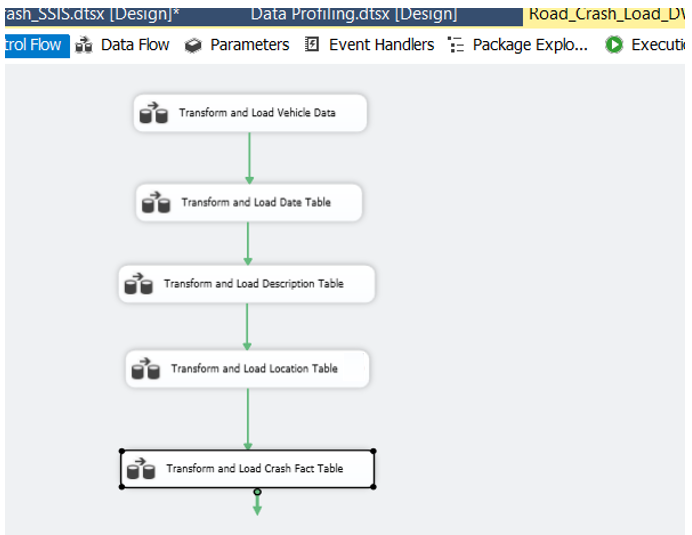 ash_SSIS.dtsx [Design]* Data Profiling.dtsx [Design] Road_Crash_Load_DW
trol Flow Data Flow Parameters Event Handlers Package Explo... Executi
Transform and Load Vehicle Data
Transform and Load Date Table
Transform and Load Description Table
Transform and Load Location Table
Transform and Load Crash Fact Table